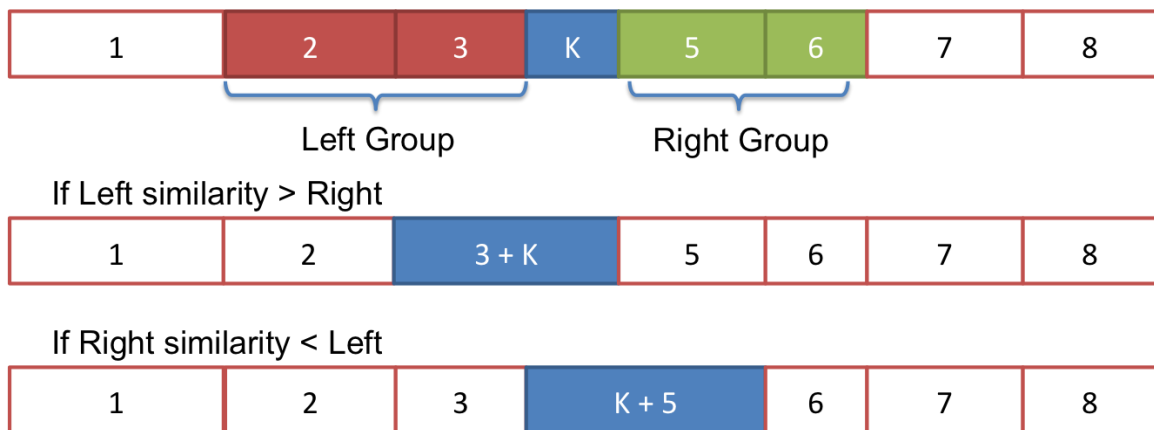 1 2 3 K 5 6 7 8
Left Group Right Group
If Left similarity > Right
1 2 3 + K 5 6 7 8
If Right similarity < Left
1 2 3 K + 5 6 7 8